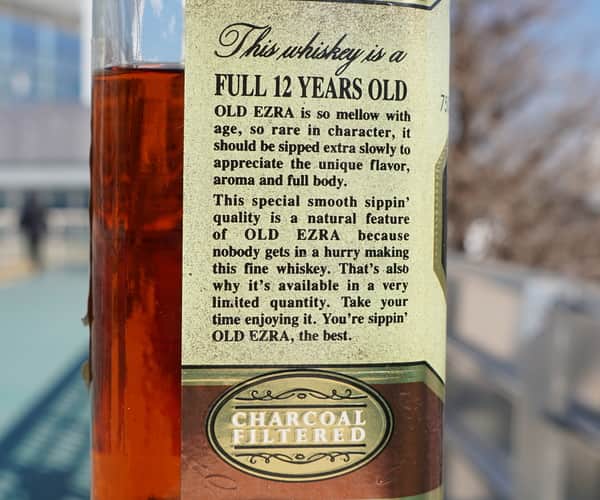 This whiskey is a
FULL 12 YEARS OLD
OLD EZRA is so mellow with
age, so rare in character, it
should be sipped extra slowly to
appreciate the unique flavor,
aroma and full body.
This special smooth sippin'
quality is a natural feature
of OLD EZRA because
nobody gets in a hurry making
this fine whiskey. That's also
why it's available in a very
limited quantity. Take your
time enjoying it. You're sippin'
OLD EZRA, the best.
CHARCOAL
FILTERED